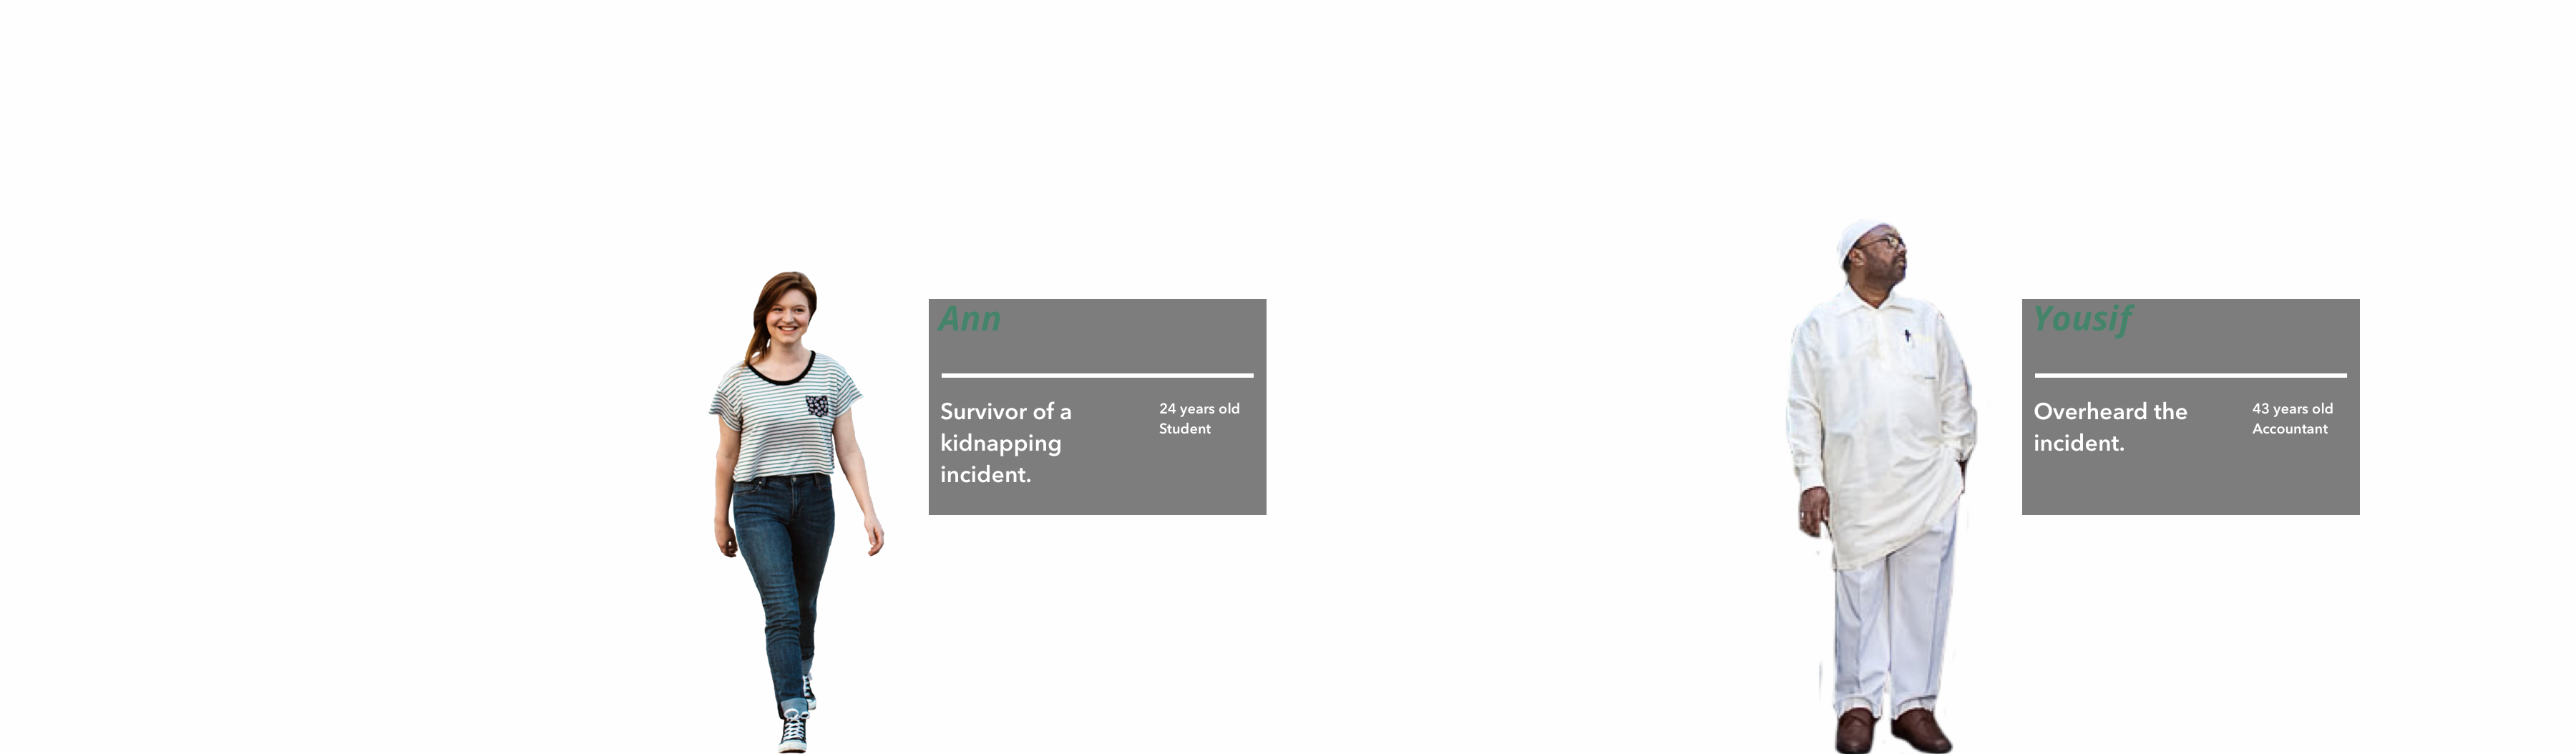 Ann
Survivor of a
kidnapping
incident.
24 years old
Student
Yousif
Overheard the
incident.
43 years old
Accountant